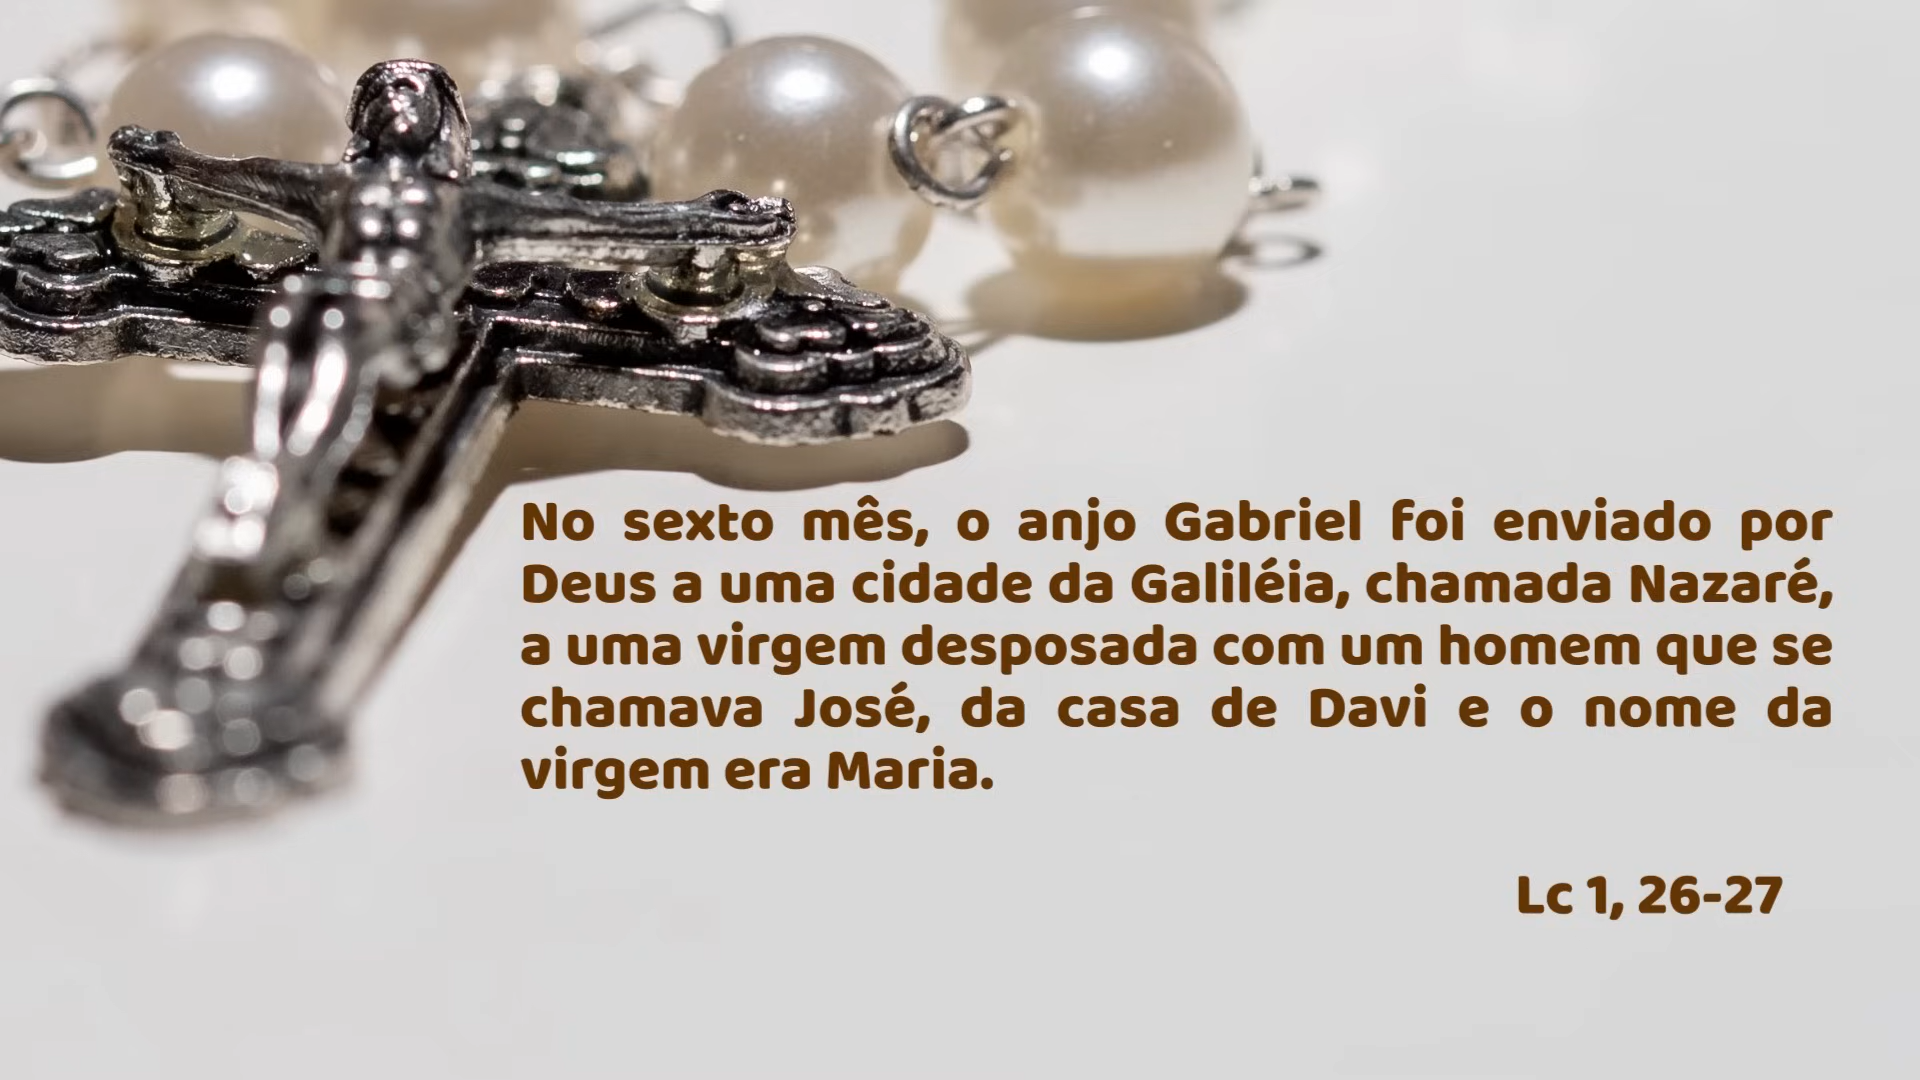 No sexto mês, o anjo Gabriel foi enviado por
Deus a uma cidade da Galiléia, chamada Nazaré,
a uma virgem desposada com um homem que se
chamava José, da casa de Davi e o nome da
virgem era Maria.
Lc 1, 26-27